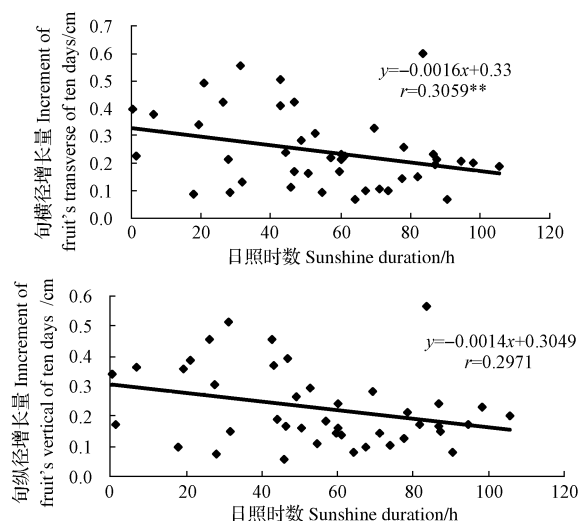 旬横径增长量 Increment of
fruit's transverse of ten days/cm
0.7
0.6
0.5
0.4
0.3
0.2
0.1
0.0
y=−0.0016x+0.33
r=0.3059**
0 20 40 60 80 100 120
日照时数 Sunshine duration/h
旬纵径增长量 Inncrement of
fruit's vertical of ten days /cm
0.6
0.5
0.4
0.3
0.2
0.1
0.0
y=−0.0014x+0.3049
r=0.2971
0 20 40 60 80 100 120
日照时数 Sunshine duration/h